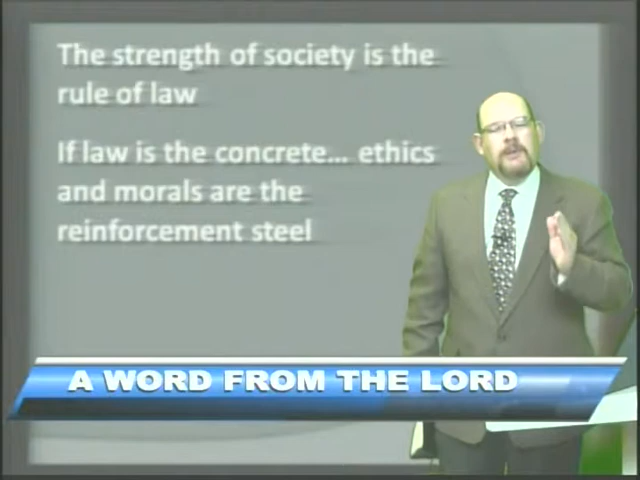 The strength of society is the
rule of law
If law is the concrete... ethics
and morals are the
reinforcement steel
A WORD FROM THE LORD